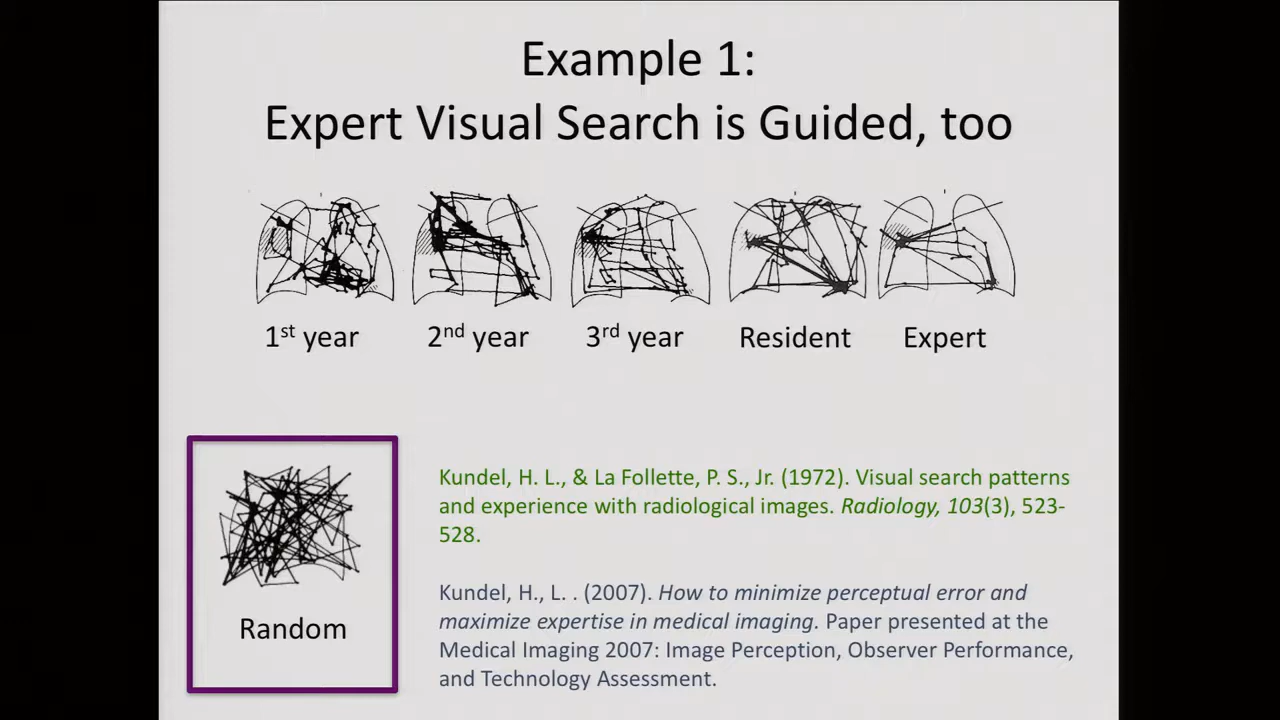 Example 1:
Expert Visual Search is Guided, too
1st year
2nd year
3rd year
Resident
Expert
Kundel, H. L., & La Follette, P. S., Jr. (1972). Visual search patterns
and experience with radiological images. Radiology, 103(3), 523-
528.
Kundel, H., L. . (2007). How to minimize perceptual error and
maximize expertise in medical imaging. Paper presented at the
Medical Imaging 2007: Image Perception, Observer Performance,
and Technology Assessment.
Random